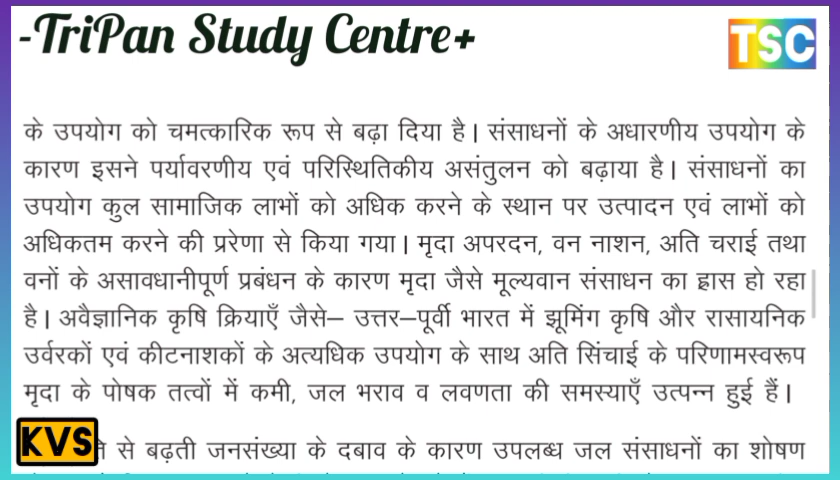 -TriPan Study Centre+
TSC
के उपयोग को चमत्कारिक रूप से बढ़ा दिया है। संसाधनों के अधारणीय उपयोग के
कारण इसने पर्यावरणीय एवं परिस्थितिकीय असंतुलन को बढ़ाया है। संसाधनों का
उपयोग कुल सामाजिक लाभों को अधिक करने के स्थान पर उत्पादन एवं लाभों को
अधिकतम करने की प्ररेणा से किया गया। मृदा अपरदन, वन नाशन, अति चराई तथा
वनों के असावधानीपूर्ण प्रबंधन के कारण मृदा जैसे मूल्यवान संसाधन का ह्रास हो रहा
है। अवैज्ञानिक कृषि क्रियाएँ जैसे– उत्तर–पूर्वी भारत में झूमिंग कृषि और रासायनिक
उर्वरकों एवं कीटनाशकों के अत्यधिक उपयोग के साथ अति सिंचाई के परिणामस्वरूप
मृदा के पोषक तत्वों में कमी, जल भराव व लवणता की समस्याएँ उत्पन्न हुई हैं।
KVS
से बढ़ती जनसंख्या के दबाव के कारण उपलब्ध जल संसाधनों का शोषण